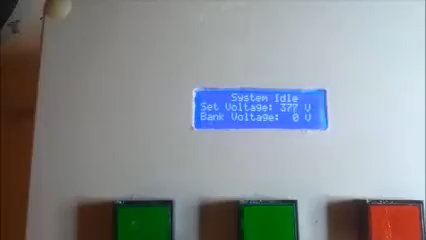 System Idle
Set Voltage: 377 V
Bank Voltage: 0 V